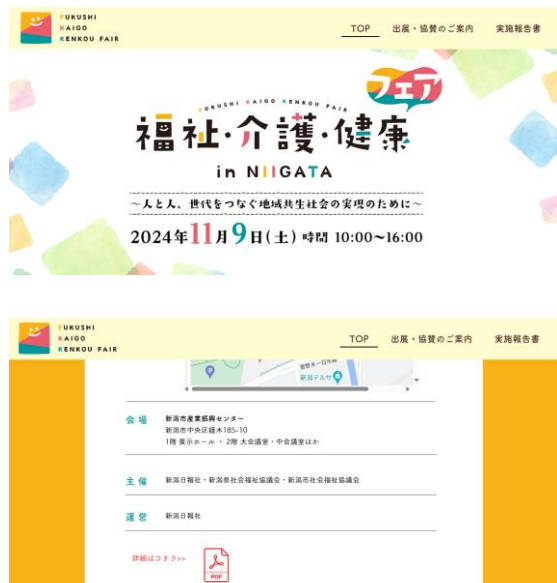 FUKUSHI
KAIGO
KENKOU FAIR
TOP 出展・協賛のご案内 実施報告書
FUKUSHI KAIGO KENKOU FAIR
フェア
福祉・介護・健康
in NIIGATA
～人と人、世代をつなぐ地域共生社会の実現のために～
2024年11月9日(土) 時間 10:00～16:00
FUKUSHI
KAIGO
KENKOU FAIR
TOP 出展・協賛のご案内 実施報告書
新潟テルサ
会場 新潟市産業振興センター
新潟市中央区鐘木185-10
1階 展示ホール ・ 2階 大会議室・中会議室ほか
主催 新潟日報社・新潟県社会福祉協議会・新潟市社会福祉協議会
運営 新潟日報社
詳細はコチラ>>
PDF